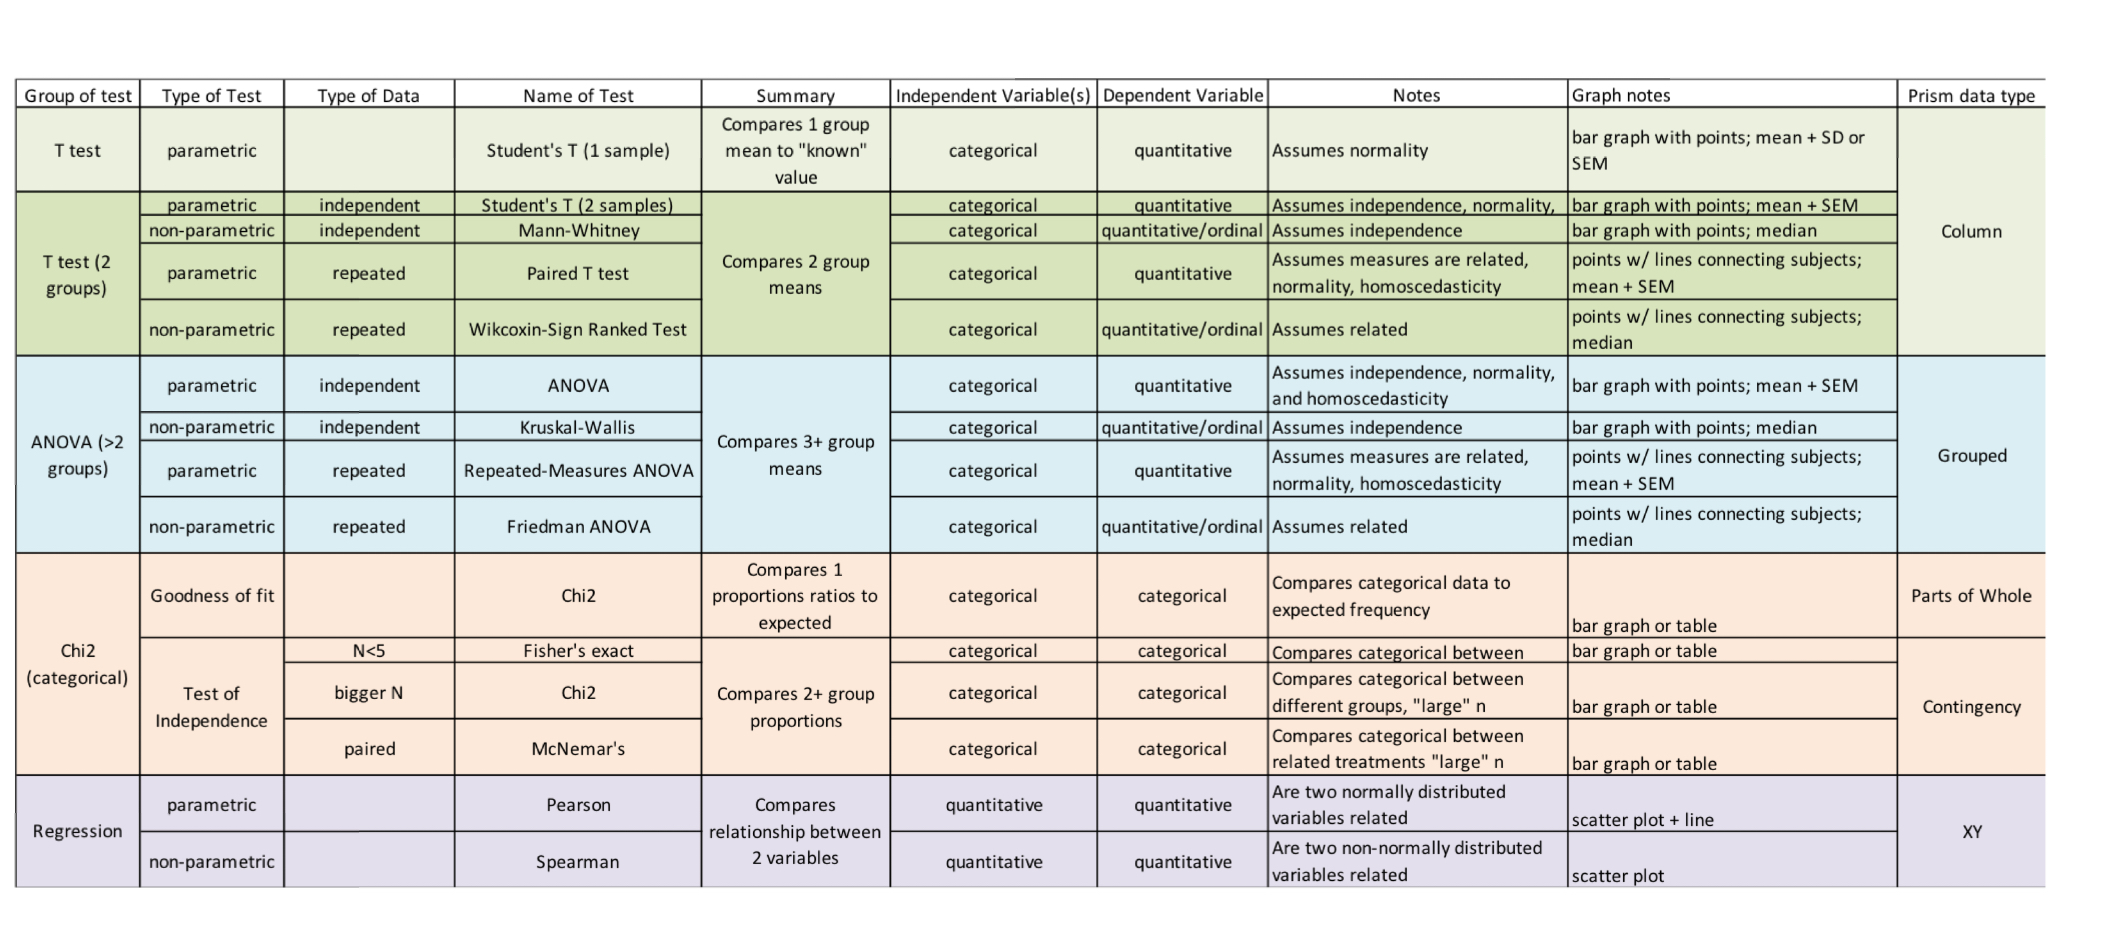 Group of test Type of Test Type of Data Name of Test Summary Independent Variable(s) Dependent Variable Notes Graph notes Prism data type
T test parametric Student's T (1 sample) Compares 1 group
mean to "known"
value categorical quantitative Assumes normality bar graph with points; mean + SD or
SEM
Column
T test (2
groups)
parametric independent Student's T (2 samples) categorical quantitative Assumes independence, normality, bar graph with points; mean + SEM
Compares 2 group
means
non-parametric independent Mann-Whitney categorical quantitative/ordinal Assumes independence bar graph with points; median
parametric repeated Paired T test categorical quantitative Assumes measures are related,
normality, homoscedasticity
points w/ lines connecting subjects;
mean + SEM
non-parametric repeated Wikcoxin-Sign Ranked Test categorical quantitative/ordinal Assumes related points w/ lines connecting subjects;
median
ANOVA (>2
groups)
parametric independent ANOVA categorical quantitative Assumes independence, normality,
and homoscedasticity
bar graph with points; mean + SEM
Compares 3+ group
means
Grouped
non-parametric independent Kruskal-Wallis categorical quantitative/ordinal Assumes independence bar graph with points; median
parametric repeated Repeated-Measures ANOVA categorical quantitative Assumes measures are related,
normality, homoscedasticity
points w/ lines connecting subjects;
mean + SEM
non-parametric repeated Friedman ANOVA categorical quantitative/ordinal Assumes related points w/ lines connecting subjects;
median
Chi2
(categorical)
Goodness of fit Chi2 Compares 1
proportions ratios to
expected
categorical categorical Compares categorical data to
expected frequency
bar graph or table
Parts of Whole
Test of
Independence
N<5 Fisher's exact categorical categorical Compares categorical between bar graph or table
Compares 2+ group
proportions
Contingency
bigger N Chi2 categorical categorical Compares categorical between
different groups, "large" n
bar graph or table
paired McNemar's categorical categorical Compares categorical between
related treatments "large" n
bar graph or table
Regression
parametric Pearson quantitative quantitative Are two normally distributed
variables related
scatter plot + line
Compares
relationship between
2 variables
XY
non-parametric Spearman quantitative quantitative Are two non-normally distributed
variables related
scatter plot